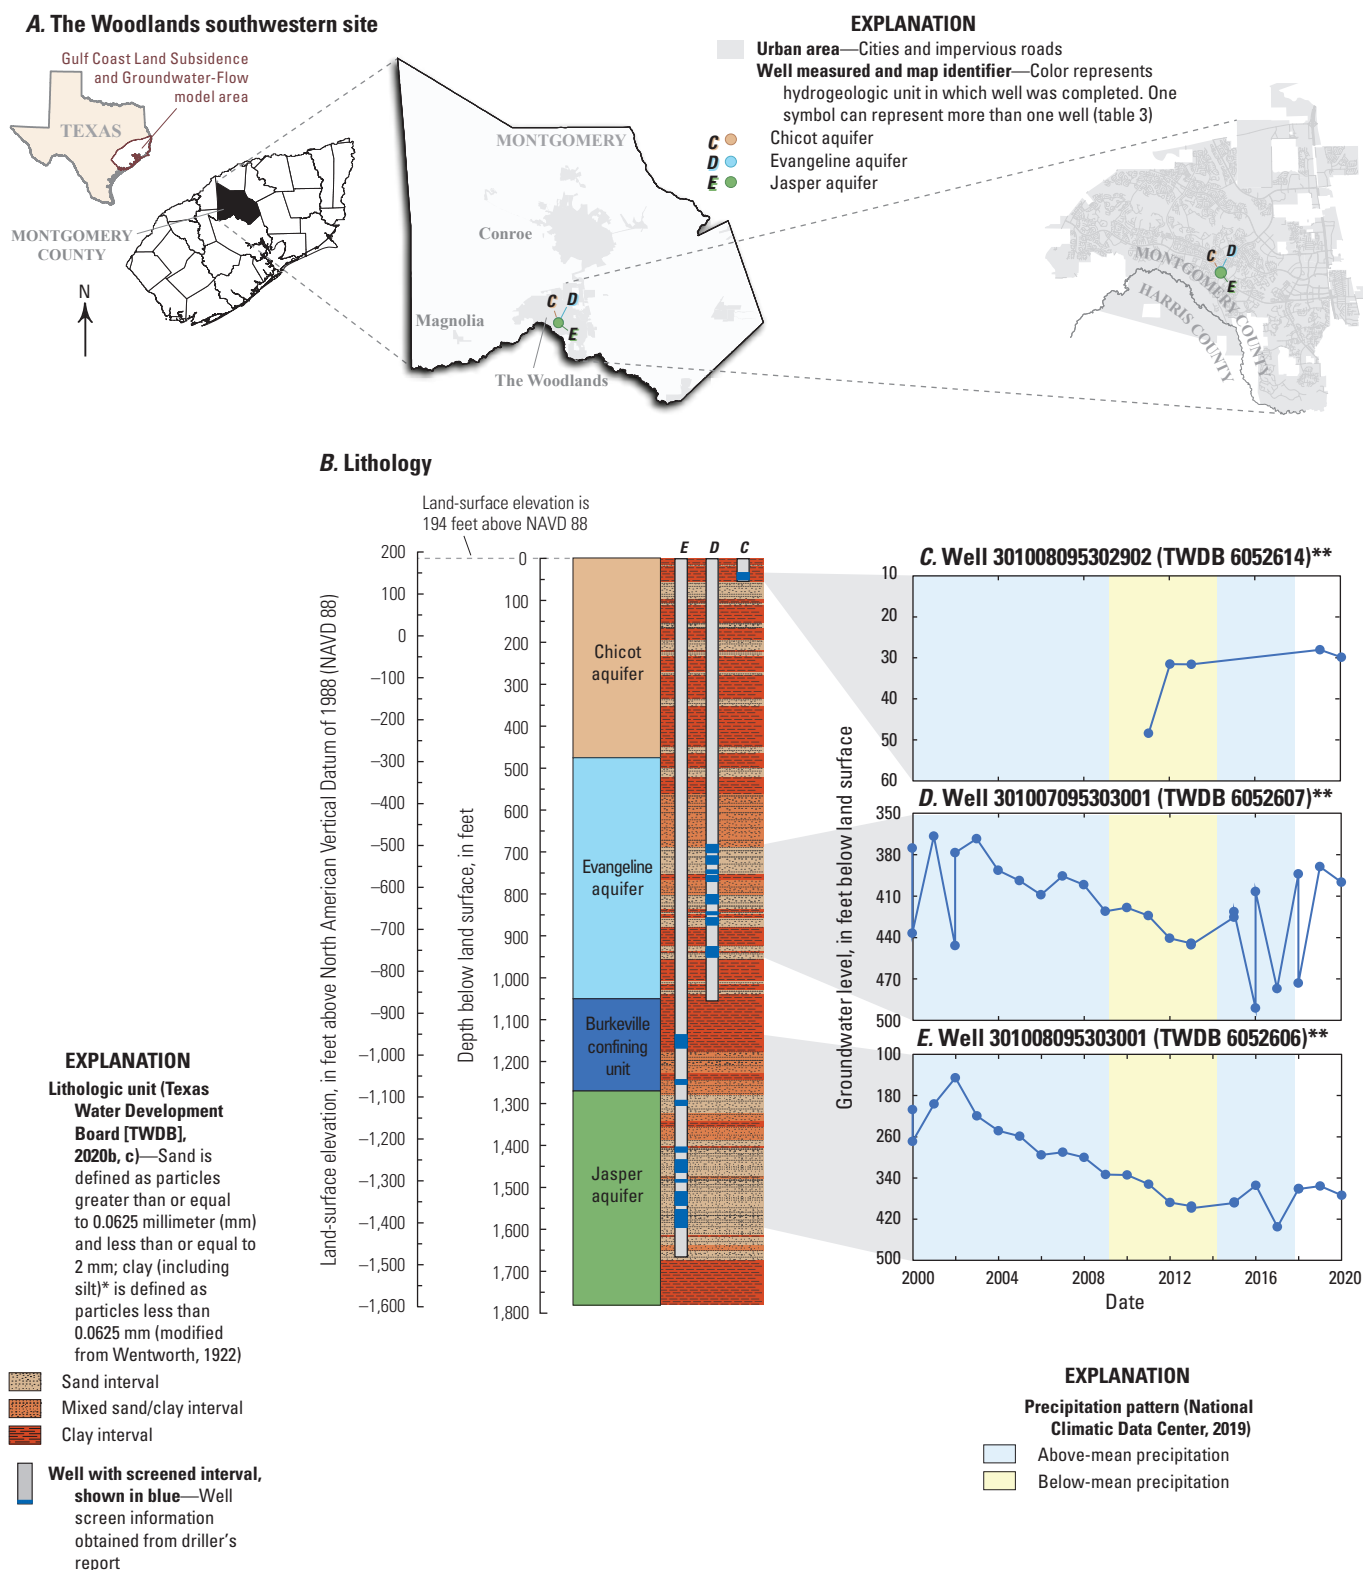 A. The Woodlands southwestern site
Gulf Coast Land Subsidence
and Groundwater-Flow
model area
TEXAS
MONTGOMERY
COUNTY
N
MONTGOMERY
Conroe
Magnolia
C
D
E
The Woodlands
EXPLANATION
Urban area—Cities and impervious roads
Well measured and map identifier—Color represents
hydrogeologic unit in which well was completed. One
symbol can represent more than one well (table 3)
C Chicot aquifer
D Evangeline aquifer
E Jasper aquifer
C
D
E
MONTGOMERY COUNTY
HARRIS COUNTY
B. Lithology
Land-surface elevation is
194 feet above NAVD 88
Land-surface elevation, in feet above North American Vertical Datum of 1988 (NAVD 88)
200
100
0
–100
–200
–300
–400
–500
–600
–700
–800
–900
–1,000
–1,100
–1,200
–1,300
–1,400
–1,500
–1,600
Depth below land surface, in feet
0
100
200
300
400
500
600
700
800
900
1,000
1,100
1,200
1,300
1,400
1,500
1,600
1,700
1,800
E D C
Chicot
aquifer
Evangeline
aquifer
Burkeville
confining
unit
Jasper
aquifer
Groundwater level, in feet below land surface
C. Well 301008095302902 (TWDB 6052614)**
10
20
30
40
50
60
D. Well 301007095303001 (TWDB 6052607)**
350
380
410
440
470
500
E. Well 301008095303001 (TWDB 6052606)**
100
180
260
340
420
500
2000 2004 2008 2012 2016 2020
Date
EXPLANATION
Lithologic unit (Texas
Water Development
Board [TWDB],
2020b, c)—Sand is
defined as particles
greater than or equal
to 0.0625 millimeter (mm)
and less than or equal to
2 mm; clay (including
silt)* is defined as
particles less than
0.0625 mm (modified
from Wentworth, 1922)
Sand interval
Mixed sand/clay interval
Clay interval
Well with screened interval,
shown in blue—Well
screen information
obtained from driller's
report
EXPLANATION
Precipitation pattern (National
Climatic Data Center, 2019)
Above-mean precipitation
Below-mean precipitation